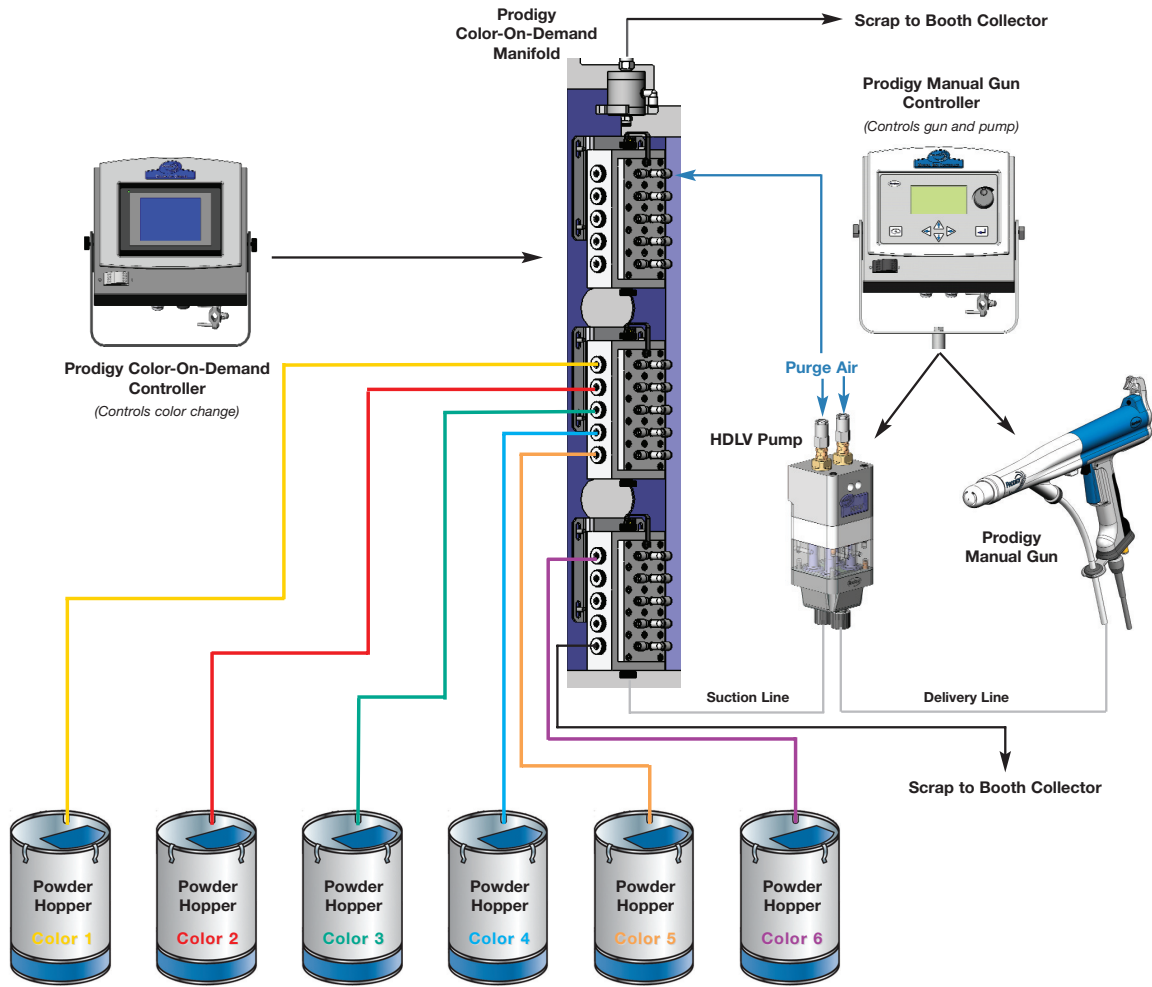 Prodigy
Color-On-Demand
Manifold
Scrap to Booth Collector
Prodigy Manual Gun
Controller
(Controls gun and pump)
Prodigy Color-On-Demand
Controller
(Controls color change)
Purge Air
HDLV Pump
Prodigy
Manual Gun
Suction Line
Delivery Line
Scrap to Booth Collector
Powder
Hopper
Color 1
Powder
Hopper
Color 2
Powder
Hopper
Color 3
Powder
Hopper
Color 4
Powder
Hopper
Color 5
Powder
Hopper
Color 6